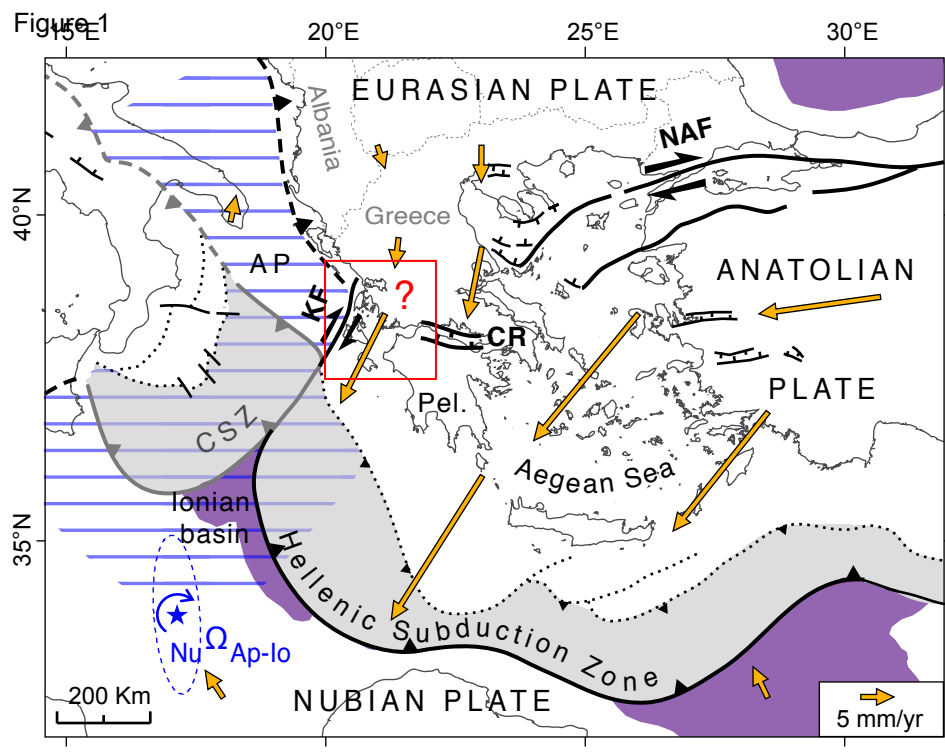 Figure 1
15°E 20°E 25°E 30°E
EURASIAN PLATE
NAF
Albania
40°N
Greece
AP
ANATOLIAN
KF
?
CR
PLATE
Pel.
CSZ
Aegean Sea
Ionian
basin
35°N
Hellenic Subduction Zone
Nu Ω Ap-Io
200 Km
NUBIAN PLATE
5 mm/yr